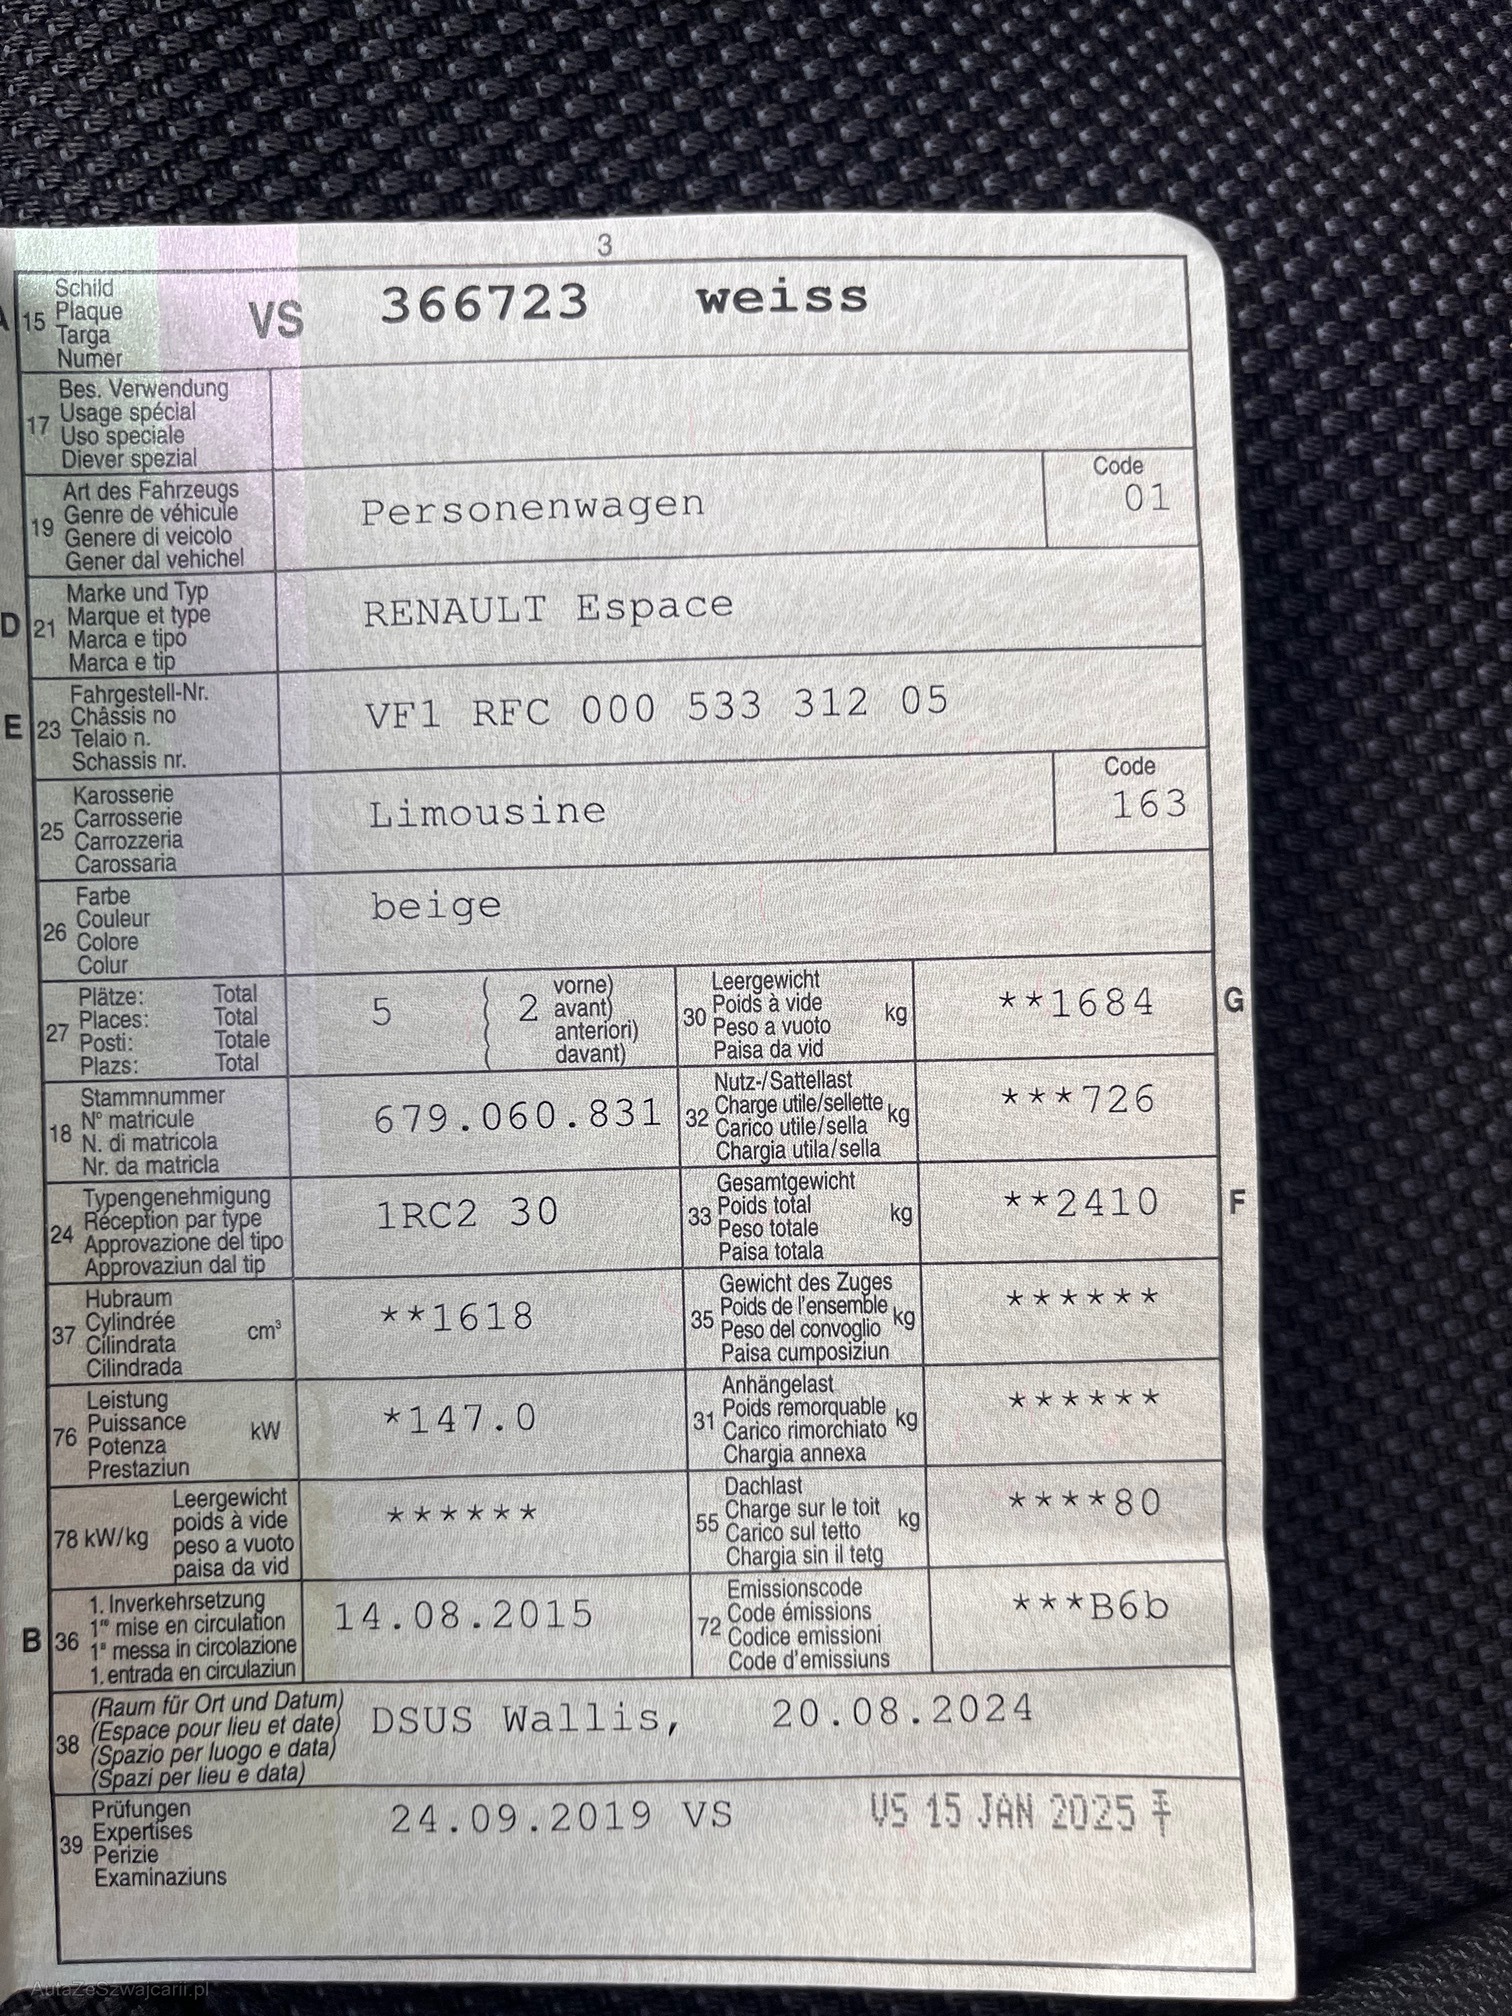 3
A 15 Schild
Plaque
Targa
Numer
VS 366723 weiss
17 Bes. Verwendung
Usage spécial
Uso speciale
Diever spezial
19 Art des Fahrzeugs
Genre de véhicule
Genere di veicolo
Gener dal vehichel
Personenwagen
Code
01
D 21 Marke und Typ
Marque et type
Marca e tipo
Marca e tip
RENAULT Espace
E 23 Fahrgestell-Nr.
Châssis no
Telaio n.
Schassis nr.
VF1 RFC 000 533 312 05
25 Karosserie
Carrosserie
Carrozzeria
Carossaria
Limousine
Code
163
26 Farbe
Couleur
Colore
Colur
beige
27 Plätze: Total
Places: Total
Posti: Totale
Plazs: Total
5 ( 2 vorne)
avant)
anteriori)
davant)
30 Leergewicht
Poids à vide
Peso a vuoto
Paisa da vid
kg
**1684 G
18 Stammnummer
N° matricule
N. di matricola
Nr. da matricla
679.060.831
32 Nutz-/Sattellast
Charge utile/sellette
Carico utile/sella
Chargia utila/sella
kg
***726
24 Typengenehmigung
Réception par type
Approvazione del tipo
Approvaziun dal tip
1RC2 30
33 Gesamtgewicht
Poids total
Peso totale
Paisa totala
kg
**2410 F
37 Hubraum
Cylindrée
Cilindrata
Cilindrada
cm³
**1618
35 Gewicht des Zuges
Poids de l'ensemble
Peso del convoglio
Paisa cumposiziun
kg
******
76 Leistung
Puissance
Potenza
Prestaziun
kW
*147.0
31 Anhängelast
Poids remorquable
Carico rimorchiato
Chargia annexa
kg
******
78 kW/kg Leergewicht
poids à vide
peso a vuoto
paisa da vid
******
55 Dachlast
Charge sur le toit
Carico sul tetto
Chargia sin il tetg
kg
****80
B 36 1. Inverkehrsetzung
1re mise en circulation
1a messa in circolazione
1. entrada en circulaziun
14.08.2015
72 Emissionscode
Code émissions
Codice emissioni
Code d'emissiuns
***B6b
38 (Raum für Ort und Datum)
(Espace pour lieu et date)
(Spazio per luogo e data)
(Spazi per lieu e data)
DSUS Wallis, 20.08.2024
39 Prüfungen
Expertises
Perizie
Examinaziuns
24.09.2019 VS
VS 15 JAN 2025
AutaZeSzwajcarii.pl